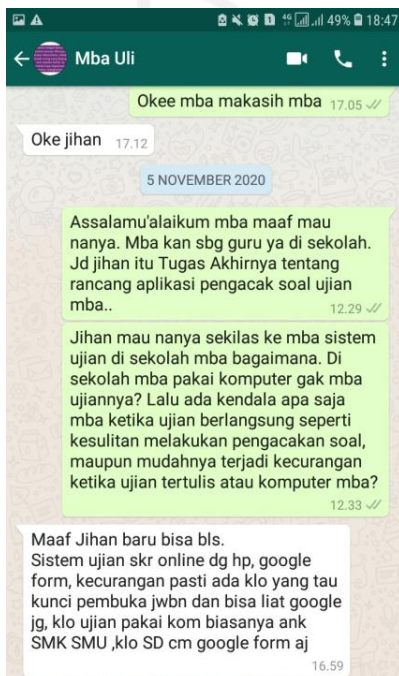 49% 18:47
Mba Uli
Okee mba makasih mba 17.05
Oke jihan 17.12
5 NOVEMBER 2020
Assalamu'alaikum mba maaf mau
nanya. Mba kan sbg guru ya di sekolah.
Jd jihan itu Tugas Akhirnya tentang
rancang aplikasi pengacak soal ujian
mba..
12.29
Jihan mau nanya sekilas ke mba sistem
ujian di sekolah mba bagaimana. Di
sekolah mba pakai komputer gak mba
ujiannya? Lalu ada kendala apa saja
mba ketika ujian berlangsung seperti
kesulitan melakukan pengacakan soal,
maupun mudahnya terjadi kecurangan
ketika ujian tertulis atau komputer mba?
12.33
Maaf Jihan baru bisa bls.
Sistem ujian skr online dg hp, google
form, kecurangan pasti ada klo yang tau
kunci pembuka jwbn dan bisa liat google
jg, klo ujian pakai kom biasanya ank
SMK SMU ,klo SD cm google form aj
16.59